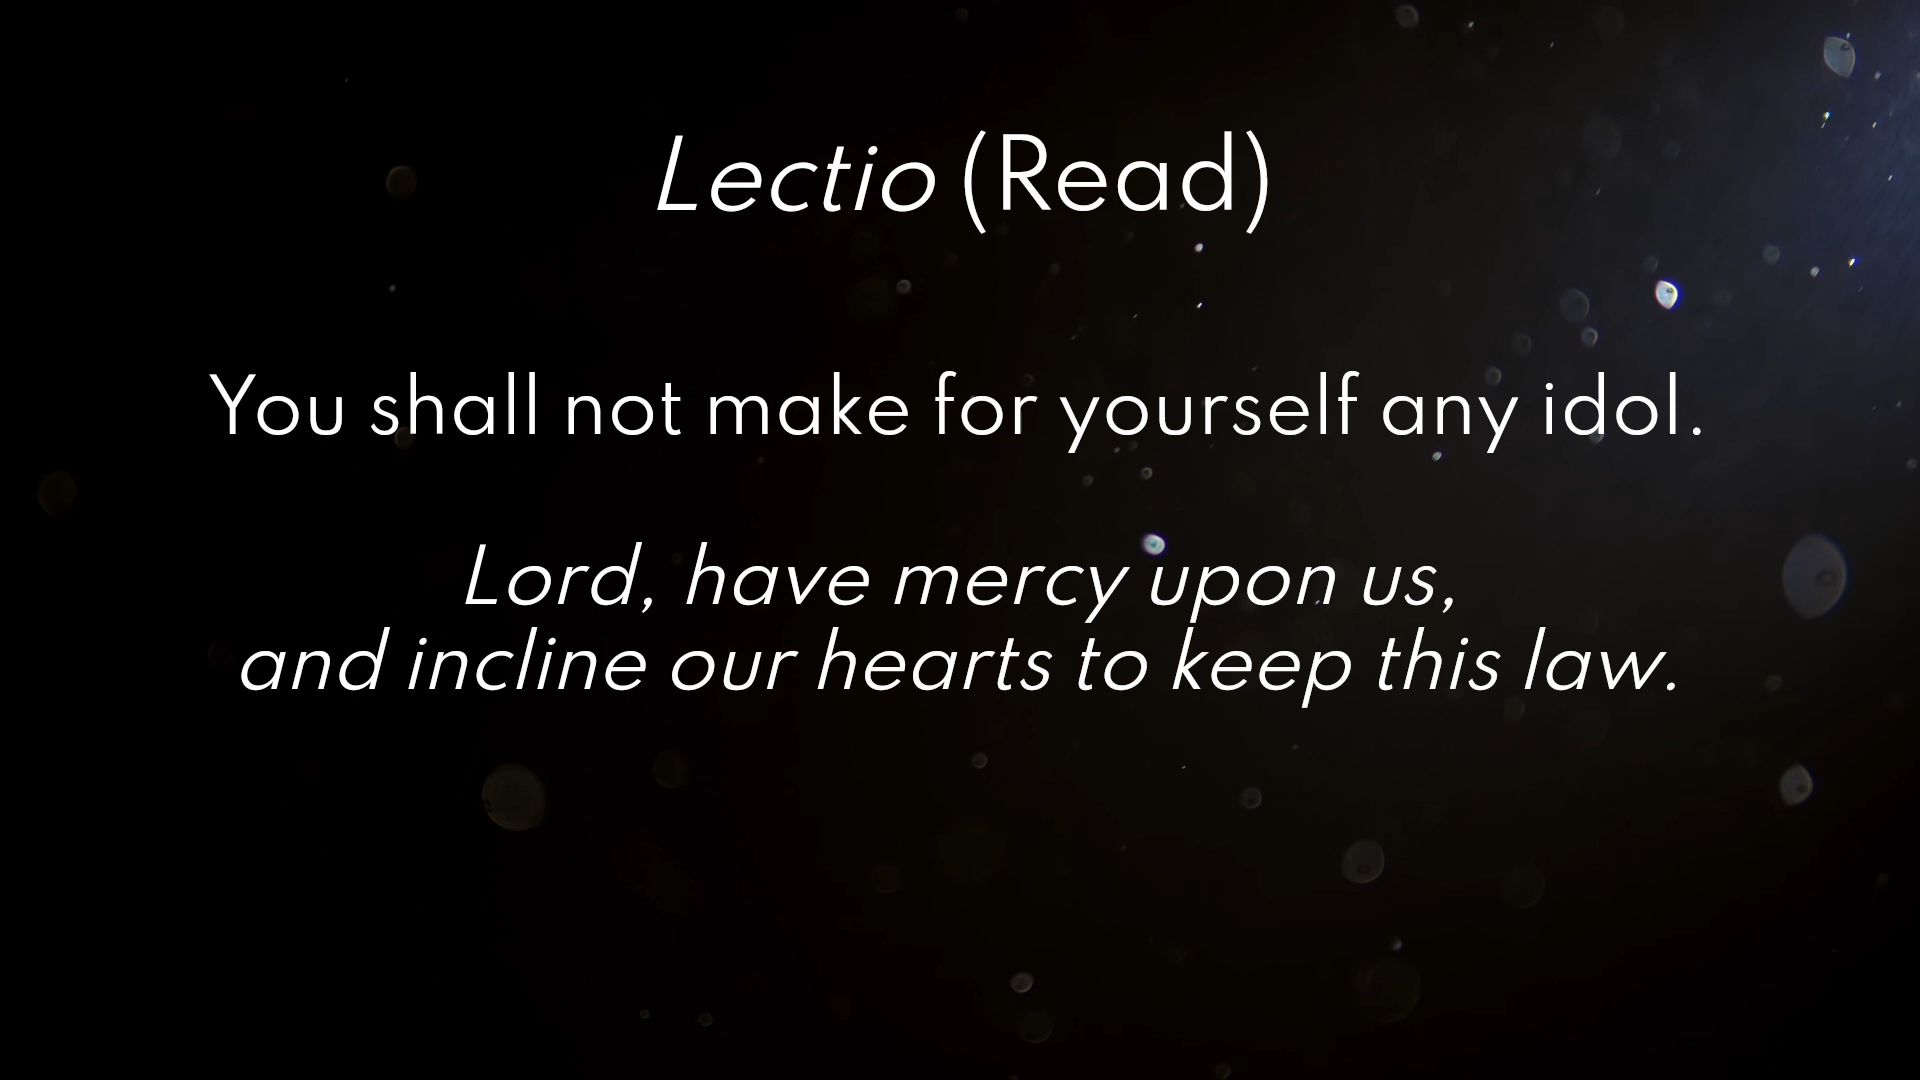 Lectio (Read)
You shall not make for yourself any idol.
Lord, have mercy upon us,
and incline our hearts to keep this law.